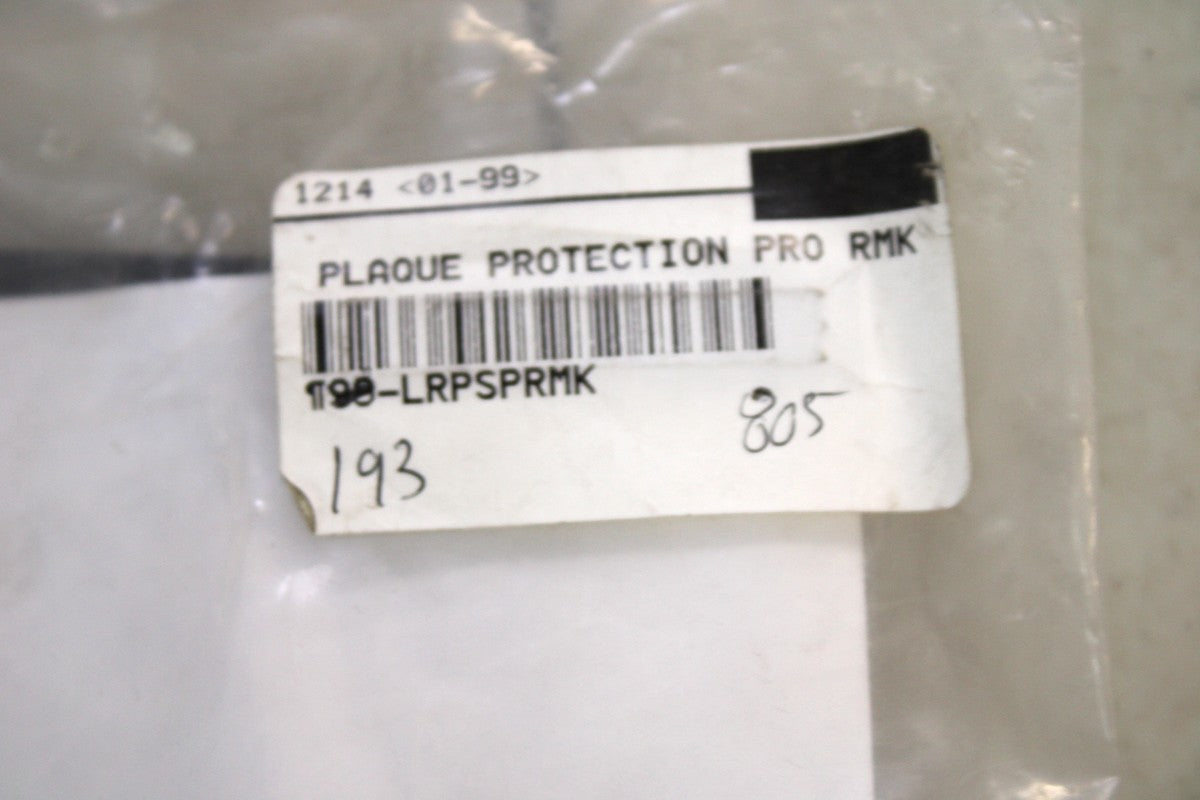 1214 <01-99>
PLAQUE PROTECTION PRO RMK
-LRPSPRMK
193
805